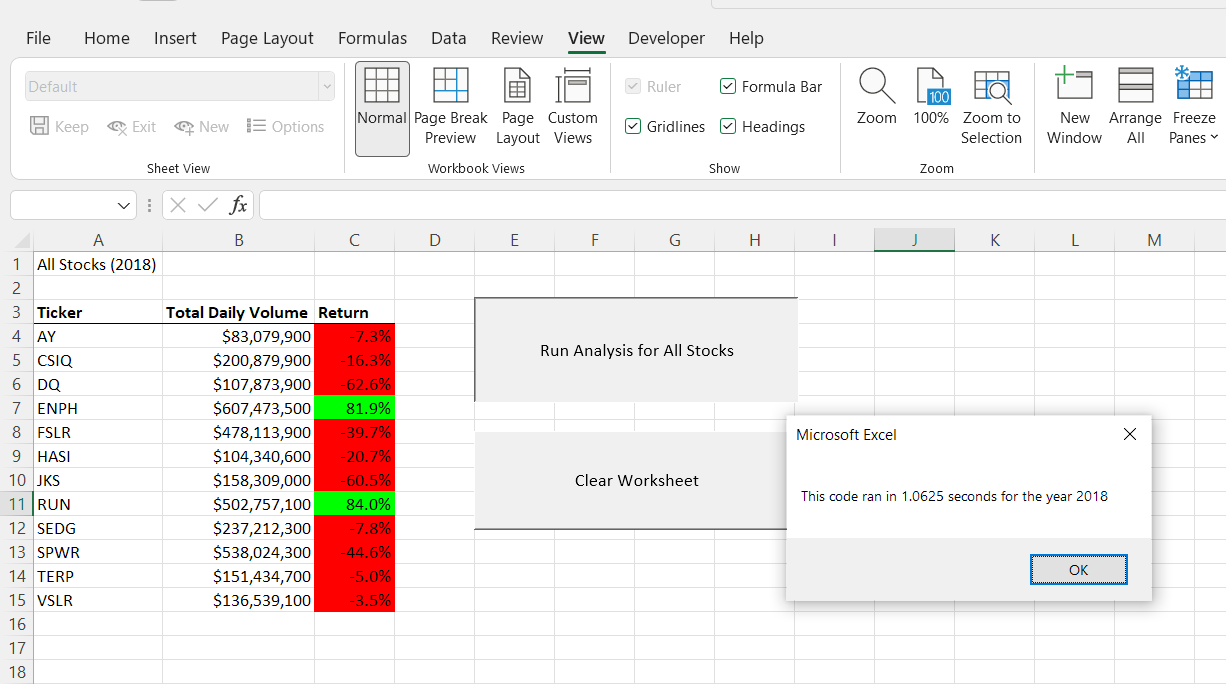 File Home Insert Page Layout Formulas Data Review View Developer Help
Default
Keep Exit New Options
Sheet View
Normal
Page Break Preview
Page Layout
Custom Views
Workbook Views
Ruler
Formula Bar
Gridlines
Headings
Show
Zoom
100
100%
Zoom to Selection
Zoom
New Window
Arrange All
Freeze Panes
fx
A B C D E F G H I J K L M
1 All Stocks (2018)
2
3 Ticker Total Daily Volume Return
4 AY $83,079,900 -7.3%
5 CSIQ $200,879,900 -16.3%
6 DQ $107,873,900 -62.6%
7 ENPH $607,473,500 81.9%
8 FSLR $478,113,900 -39.7%
9 HASI $104,340,600 -20.7%
10 JKS $158,309,000 -60.5%
11 RUN $502,757,100 84.0%
12 SEDG $237,212,300 -7.8%
13 SPWR $538,024,300 -44.6%
14 TERP $151,434,700 -5.0%
15 VSLR $136,539,100 -3.5%
16
17
18
Run Analysis for All Stocks
Clear Worksheet
Microsoft Excel
This code ran in 1.0625 seconds for the year 2018
OK